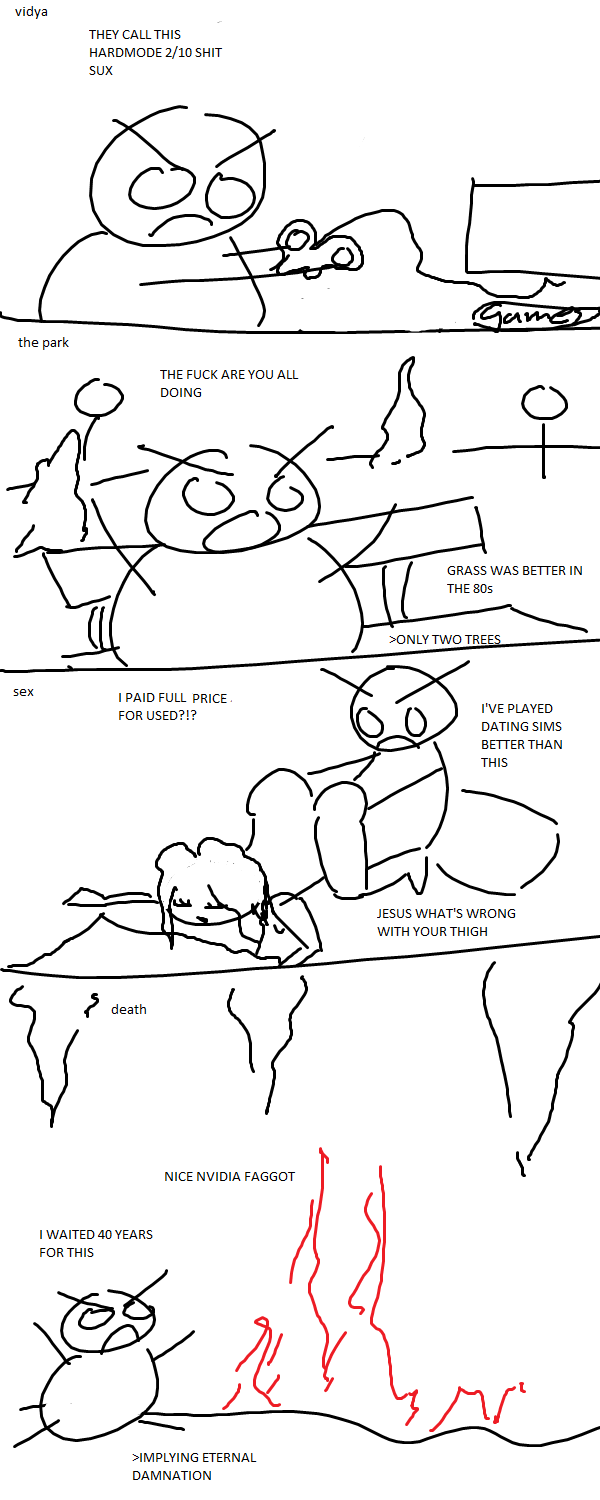 vidya
THEY CALL THIS
HARDMODE 2/10 SHIT
SUX
Games
the park
THE FUCK ARE YOU ALL
DOING
GRASS WAS BETTER IN
THE 80s
>ONLY TWO TREES
sex
I PAID FULL PRICE
FOR USED?!?
I'VE PLAYED
DATING SIMS
BETTER THAN
THIS
JESUS WHAT'S WRONG
WITH YOUR THIGH
death
NICE NVIDIA FAGGOT
I WAITED 40 YEARS
FOR THIS
>IMPLYING ETERNAL
DAMNATION